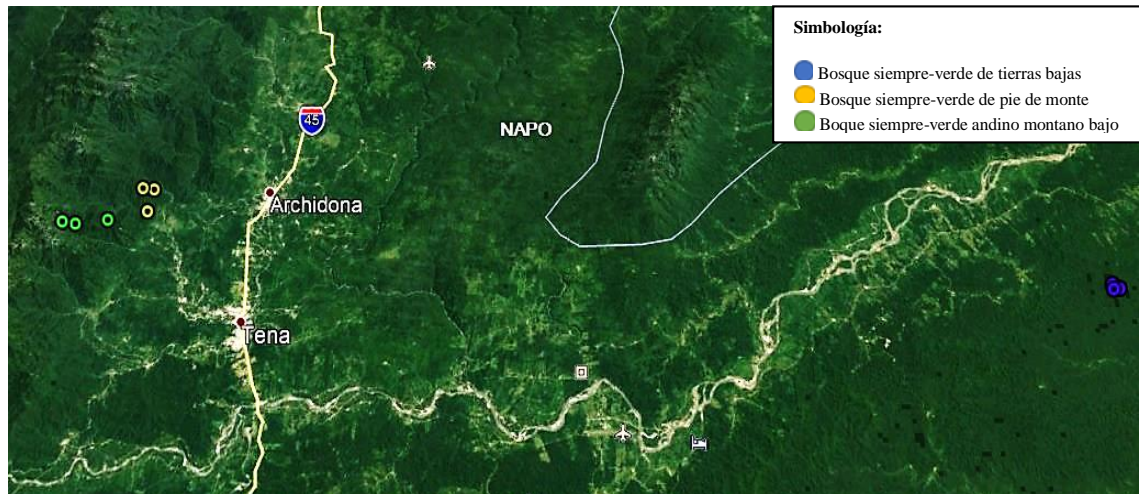 Simbología:
Bosque siempre-verde de tierras bajas
Bosque siempre-verde de pie de monte
Boque siempre-verde andino montano bajo
45
NAPO
Archidona
Tena